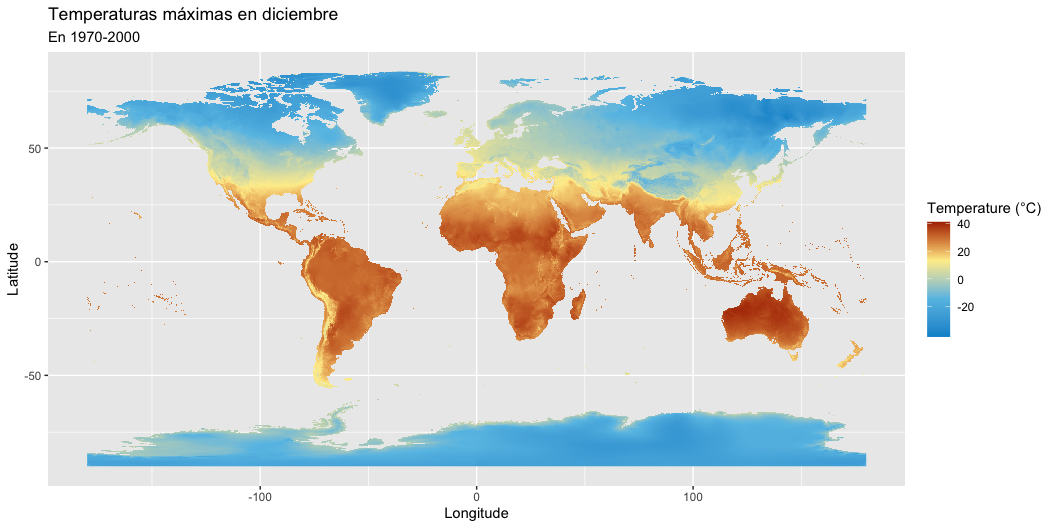 Temperaturas máximas en diciembre
En 1970-2000
Latitude
50
0
-50
-100
0
100
Longitude
Temperature (°C)
40
20
0
-20